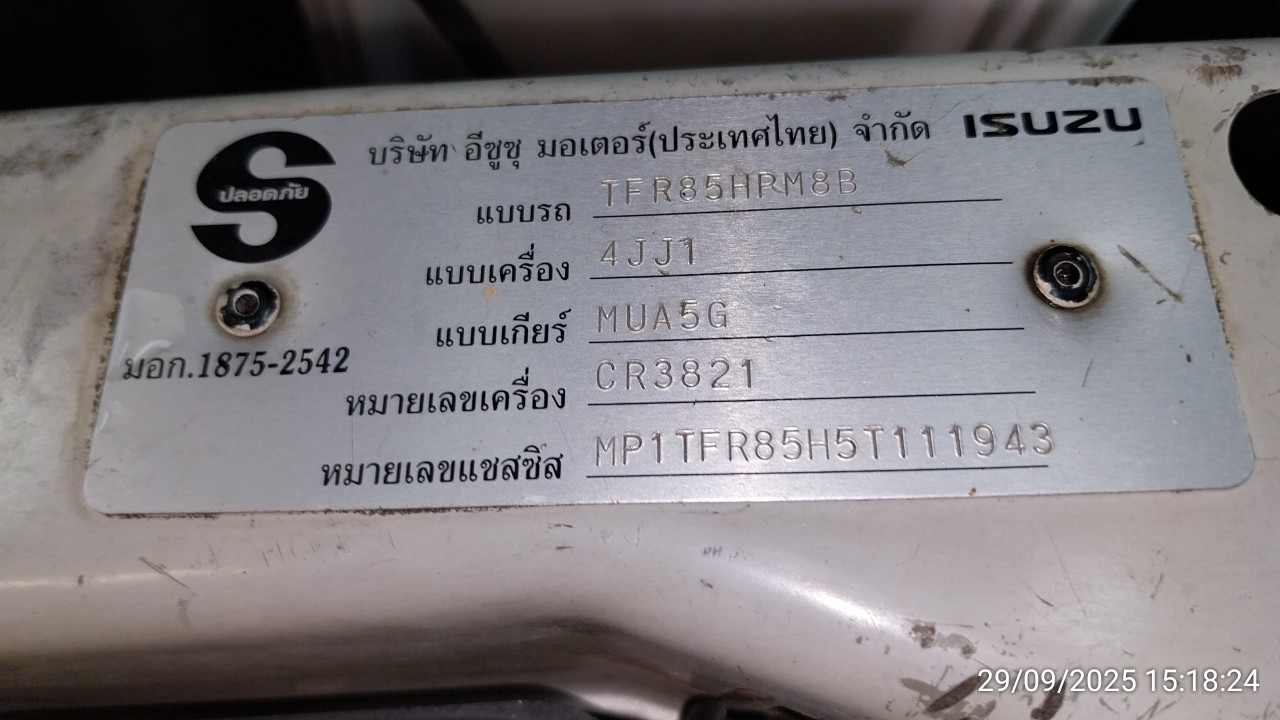 บริษัท อีซูซุ มอเตอร์(ประเทศไทย) จำกัด ISUZU
ปลอดภัย
แบบรถ TFR85HRM8B
แบบเครื่อง 4JJ1
แบบเกียร์ MUA5G
มอก.1875-2542
หมายเลขเครื่อง CR3821
หมายเลขแชสซิส MP1TFR85H5T111943
29/09/2025 15:18:24